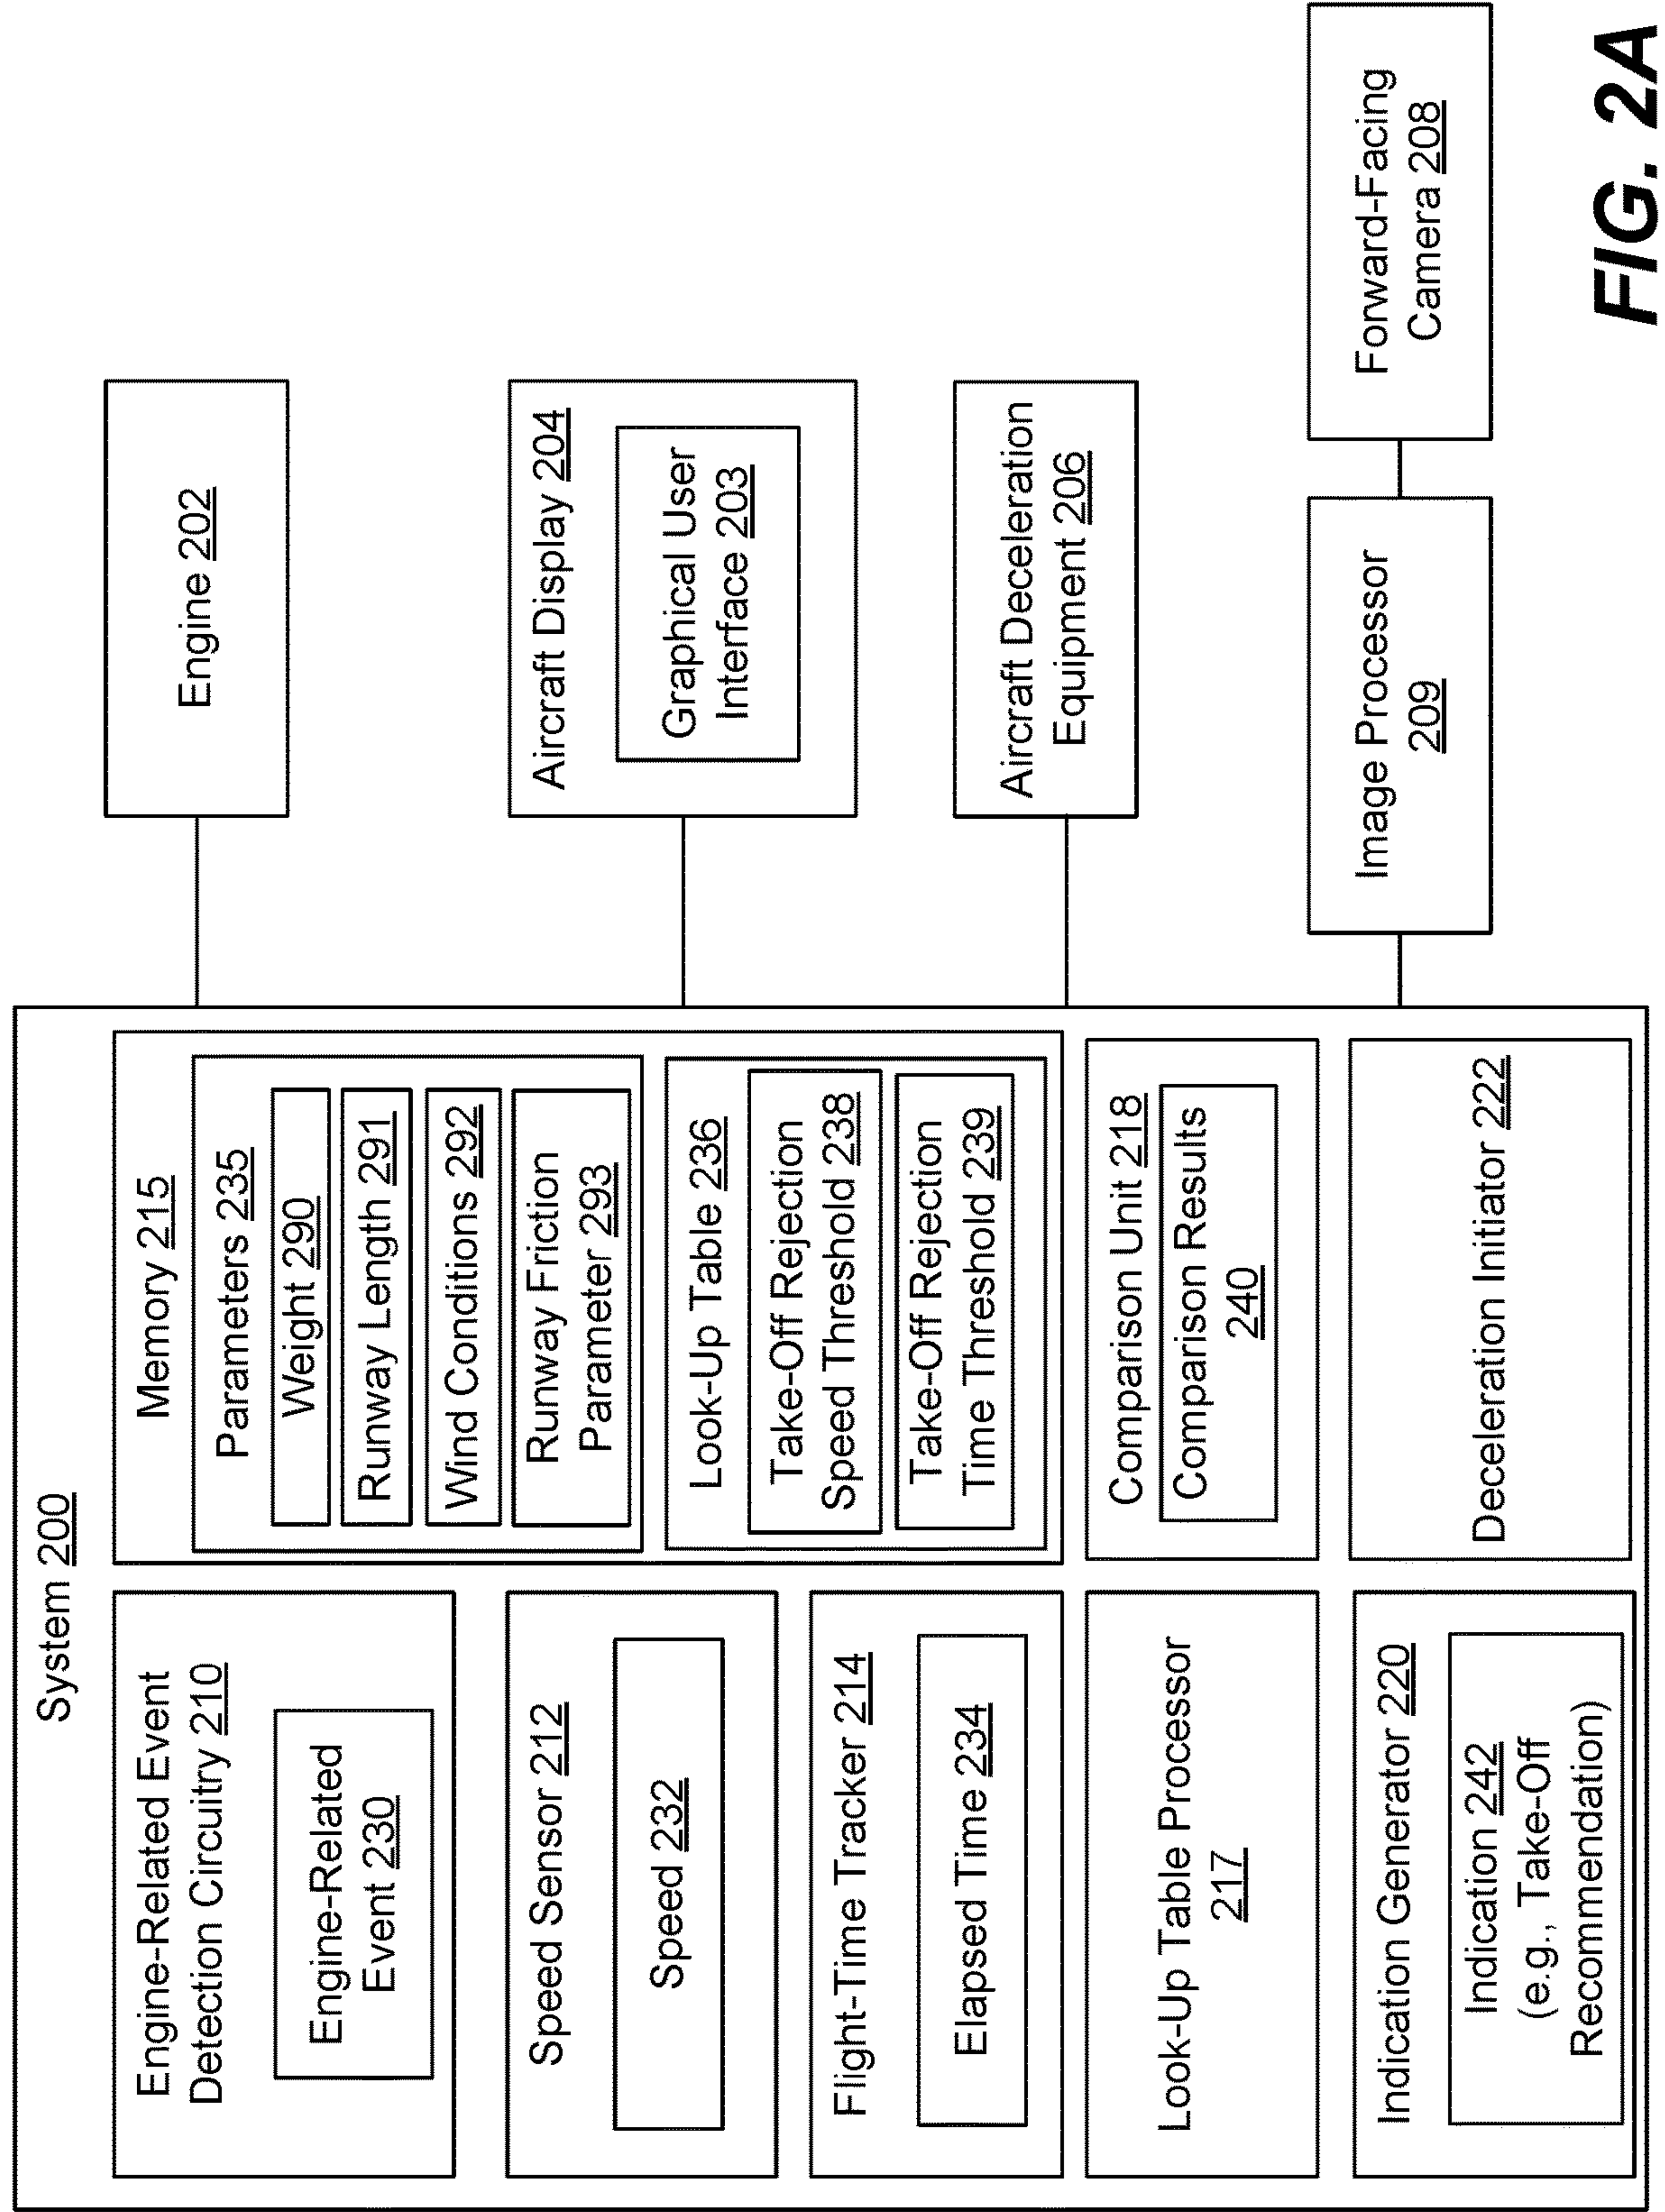 System 200
Engine-Related Event
Detection Circuitry 210
Engine-Related
Event 230
Speed Sensor 212
Speed 232
Flight-Time Tracker 214
Elapsed Time 234
Look-Up Table Processor
217
Indication Generator 220
Indication 242
(e.g., Take-Off
Recommendation)
Memory 215
Parameters 235
Weight 290
Runway Length 291
Wind Conditions 292
Runway Friction
Parameter 293
Look-Up Table 236
Take-Off Rejection
Speed Threshold 238
Take-Off Rejection
Time Threshold 239
Comparison Unit 218
Comparison Results
240
Deceleration Initiator 222
Engine 202
Aircraft Display 204
Graphical User
Interface 203
Aircraft Deceleration
Equipment 206
Image Processor
209
Forward-Facing
Camera 208
FIG. 2A